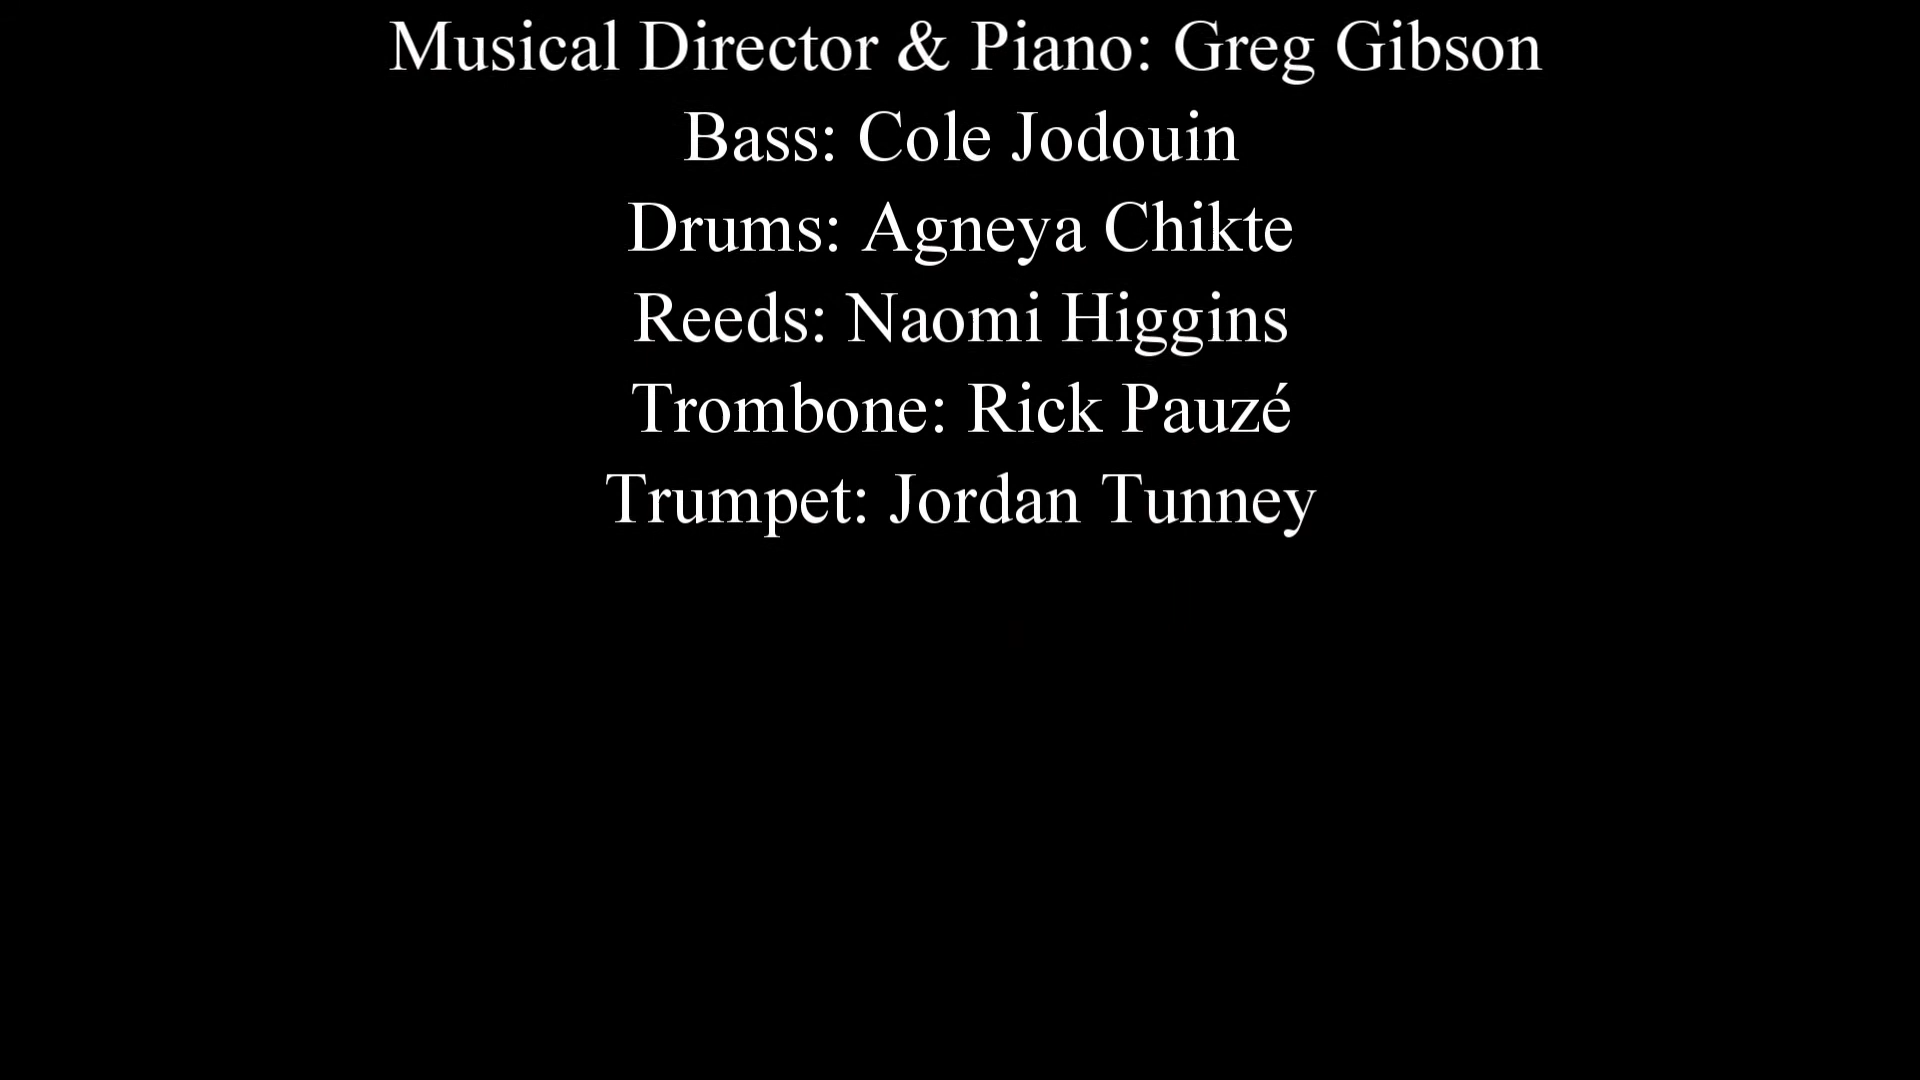 Musical Director & Piano: Greg Gibson
Bass: Cole Jodouin
Drums: Agneya Chikte
Reeds: Naomi Higgins
Trombone: Rick Pauzé
Trumpet: Jordan Tunney